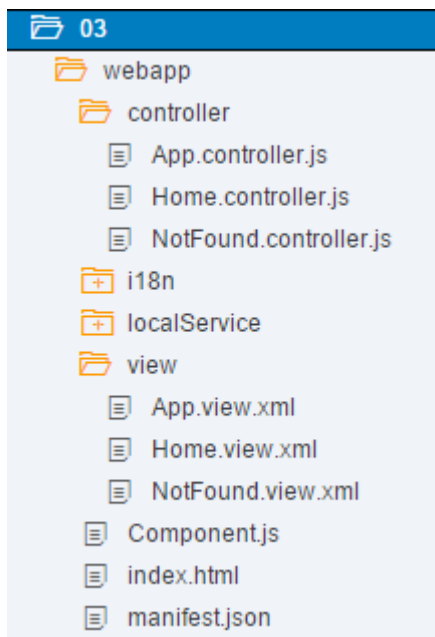 03
webapp
controller
App.controller.js
Home.controller.js
NotFound.controller.js
i18n
localService
view
App.view.xml
Home.view.xml
NotFound.view.xml
Component.js
index.html
manifest.json